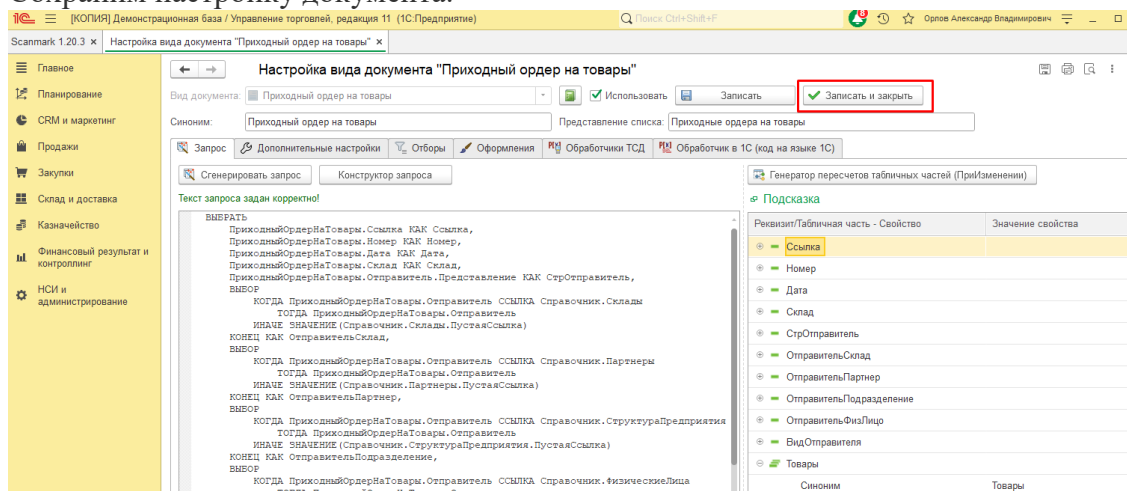 Сохраним настройку документа.
[КОПИЯ] Демонстрационная база / Управление торговлей, редакция 11 (1С:Предприятие)
Поиск Ctrl+Shift+F
8
Орлов Александр Владимирович
Scanmark 1.20.3 × Настройка вида документа "Приходный ордер на товары" ×
Главное
Планирование
CRM и маркетинг
Продажи
Закупки
Склад и доставка
Казначейство
Финансовый результат и
контроллинг
НСИ и
администрирование
Настройка вида документа "Приходный ордер на товары"
Вид документа: Приходный ордер на товары Использовать Записать Записать и закрыть
Синоним: Приходный ордер на товары Представление списка: Приходные ордера на товары
Запрос Дополнительные настройки Отборы Оформления Обработчики ТСД Обработчик в 1С (код на языке 1С)
Сгенерировать запрос Конструктор запроса
Текст запроса задан корректно!
ВЫБРАТЬ
ПриходныйОрдерНаТовары.Ссылка КАК Ссылка,
ПриходныйОрдерНаТовары.Номер КАК Номер,
ПриходныйОрдерНаТовары.Дата КАК Дата,
ПриходныйОрдерНаТовары.Склад КАК Склад,
ПриходныйОрдерНаТовары.Отправитель.Представление КАК СтрОтправитель,
ВЫБОР
КОГДА ПриходныйОрдерНаТовары.Отправитель ССЫЛКА Справочник.Склады
ТОГДА ПриходныйОрдерНаТовары.Отправитель
ИНАЧЕ ЗНАЧЕНИЕ(Справочник.Склады.ПустаяСсылка)
КОНЕЦ КАК ОтправительСклад,
ВЫБОР
КОГДА ПриходныйОрдерНаТовары.Отправитель ССЫЛКА Справочник.Партнеры
ТОГДА ПриходныйОрдерНаТовары.Отправитель
ИНАЧЕ ЗНАЧЕНИЕ(Справочник.Партнеры.ПустаяСсылка)
КОНЕЦ КАК ОтправительПартнер,
ВЫБОР
КОГДА ПриходныйОрдерНаТовары.Отправитель ССЫЛКА Справочник.СтруктураПредприятия
ТОГДА ПриходныйОрдерНаТовары.Отправитель
ИНАЧЕ ЗНАЧЕНИЕ(Справочник.СтруктураПредприятия.ПустаяСсылка)
КОНЕЦ КАК ОтправительПодразделение,
ВЫБОР
КОГДА ПриходныйОрдерНаТовары.Отправитель ССЫЛКА Справочник.ФизическиеЛица
Генератор пересчетов табличных частей (ПриИзменении)
Подсказка
Реквизит/Табличная часть - Свойство Значение свойства
Ссылка
Номер
Дата
Склад
СтрОтправитель
ОтправительСклад
ОтправительПартнер
ОтправительПодразделение
ОтправительФизЛицо
ВидОтправителя
Товары
Синоним Товары